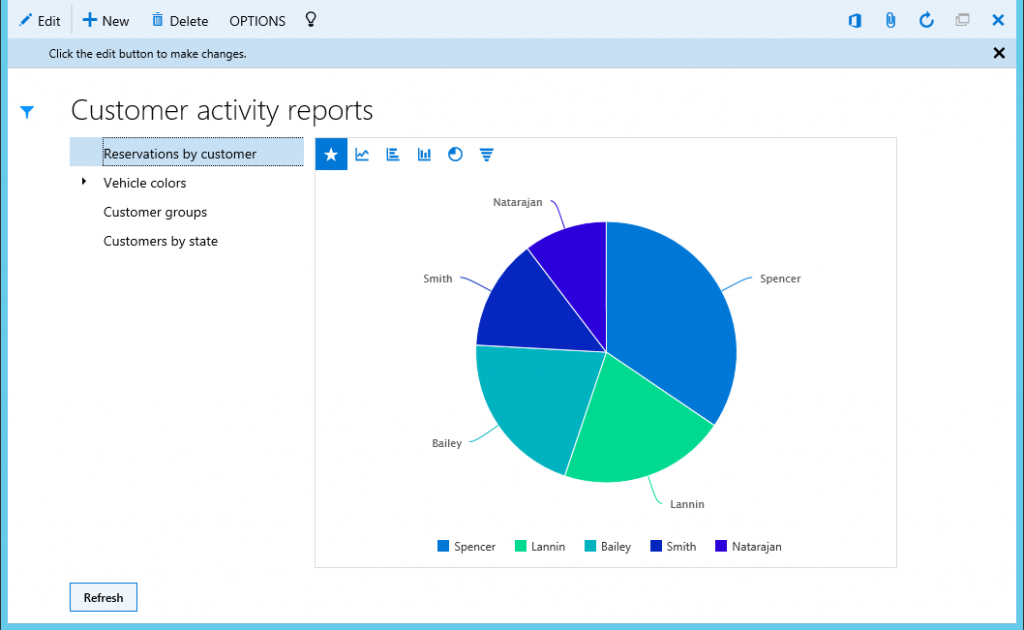 Edit New Delete OPTIONS
Click the edit button to make changes.
Customer activity reports
Reservations by customer
Vehicle colors
Customer groups
Customers by state
Natarajan
Smith
Spencer
Bailey
Lannin
Spencer Lannin Bailey Smith Natarajan
Refresh